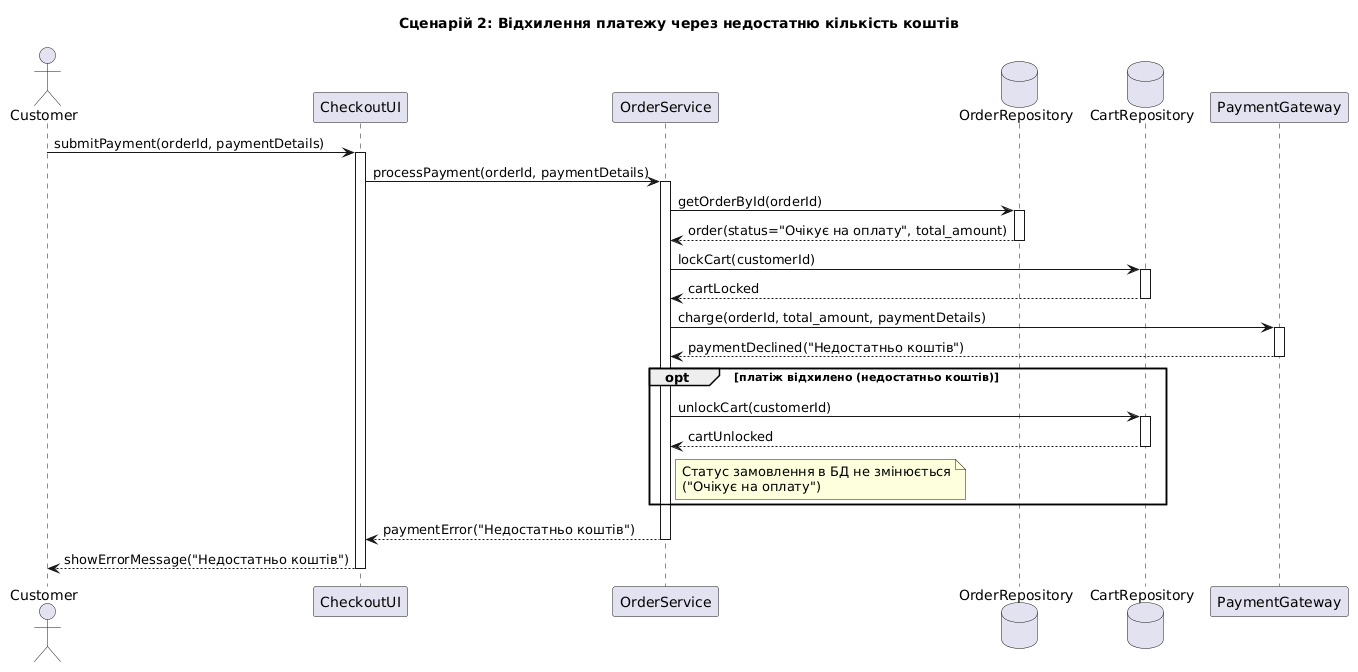 Сценарій 2: Відхилення платежу через недостатню кількість коштів
Customer
CheckoutUI
OrderService
OrderRepository
CartRepository
PaymentGateway
submitPayment(orderId, paymentDetails)
processPayment(orderId, paymentDetails)
getOrderById(orderId)
order(status="Очікує на оплату", total_amount)
lockCart(customerId)
cartLocked
charge(orderId, total_amount, paymentDetails)
paymentDeclined("Недостатньо коштів")
opt
[платіж відхилено (недостатньо коштів)]
unlockCart(customerId)
cartUnlocked
Статус замовлення в БД не змінюється
("Очікує на оплату")
paymentError("Недостатньо коштів")
showErrorMessage("Недостатньо коштів")
Customer
CheckoutUI
OrderService
OrderRepository
CartRepository
PaymentGateway